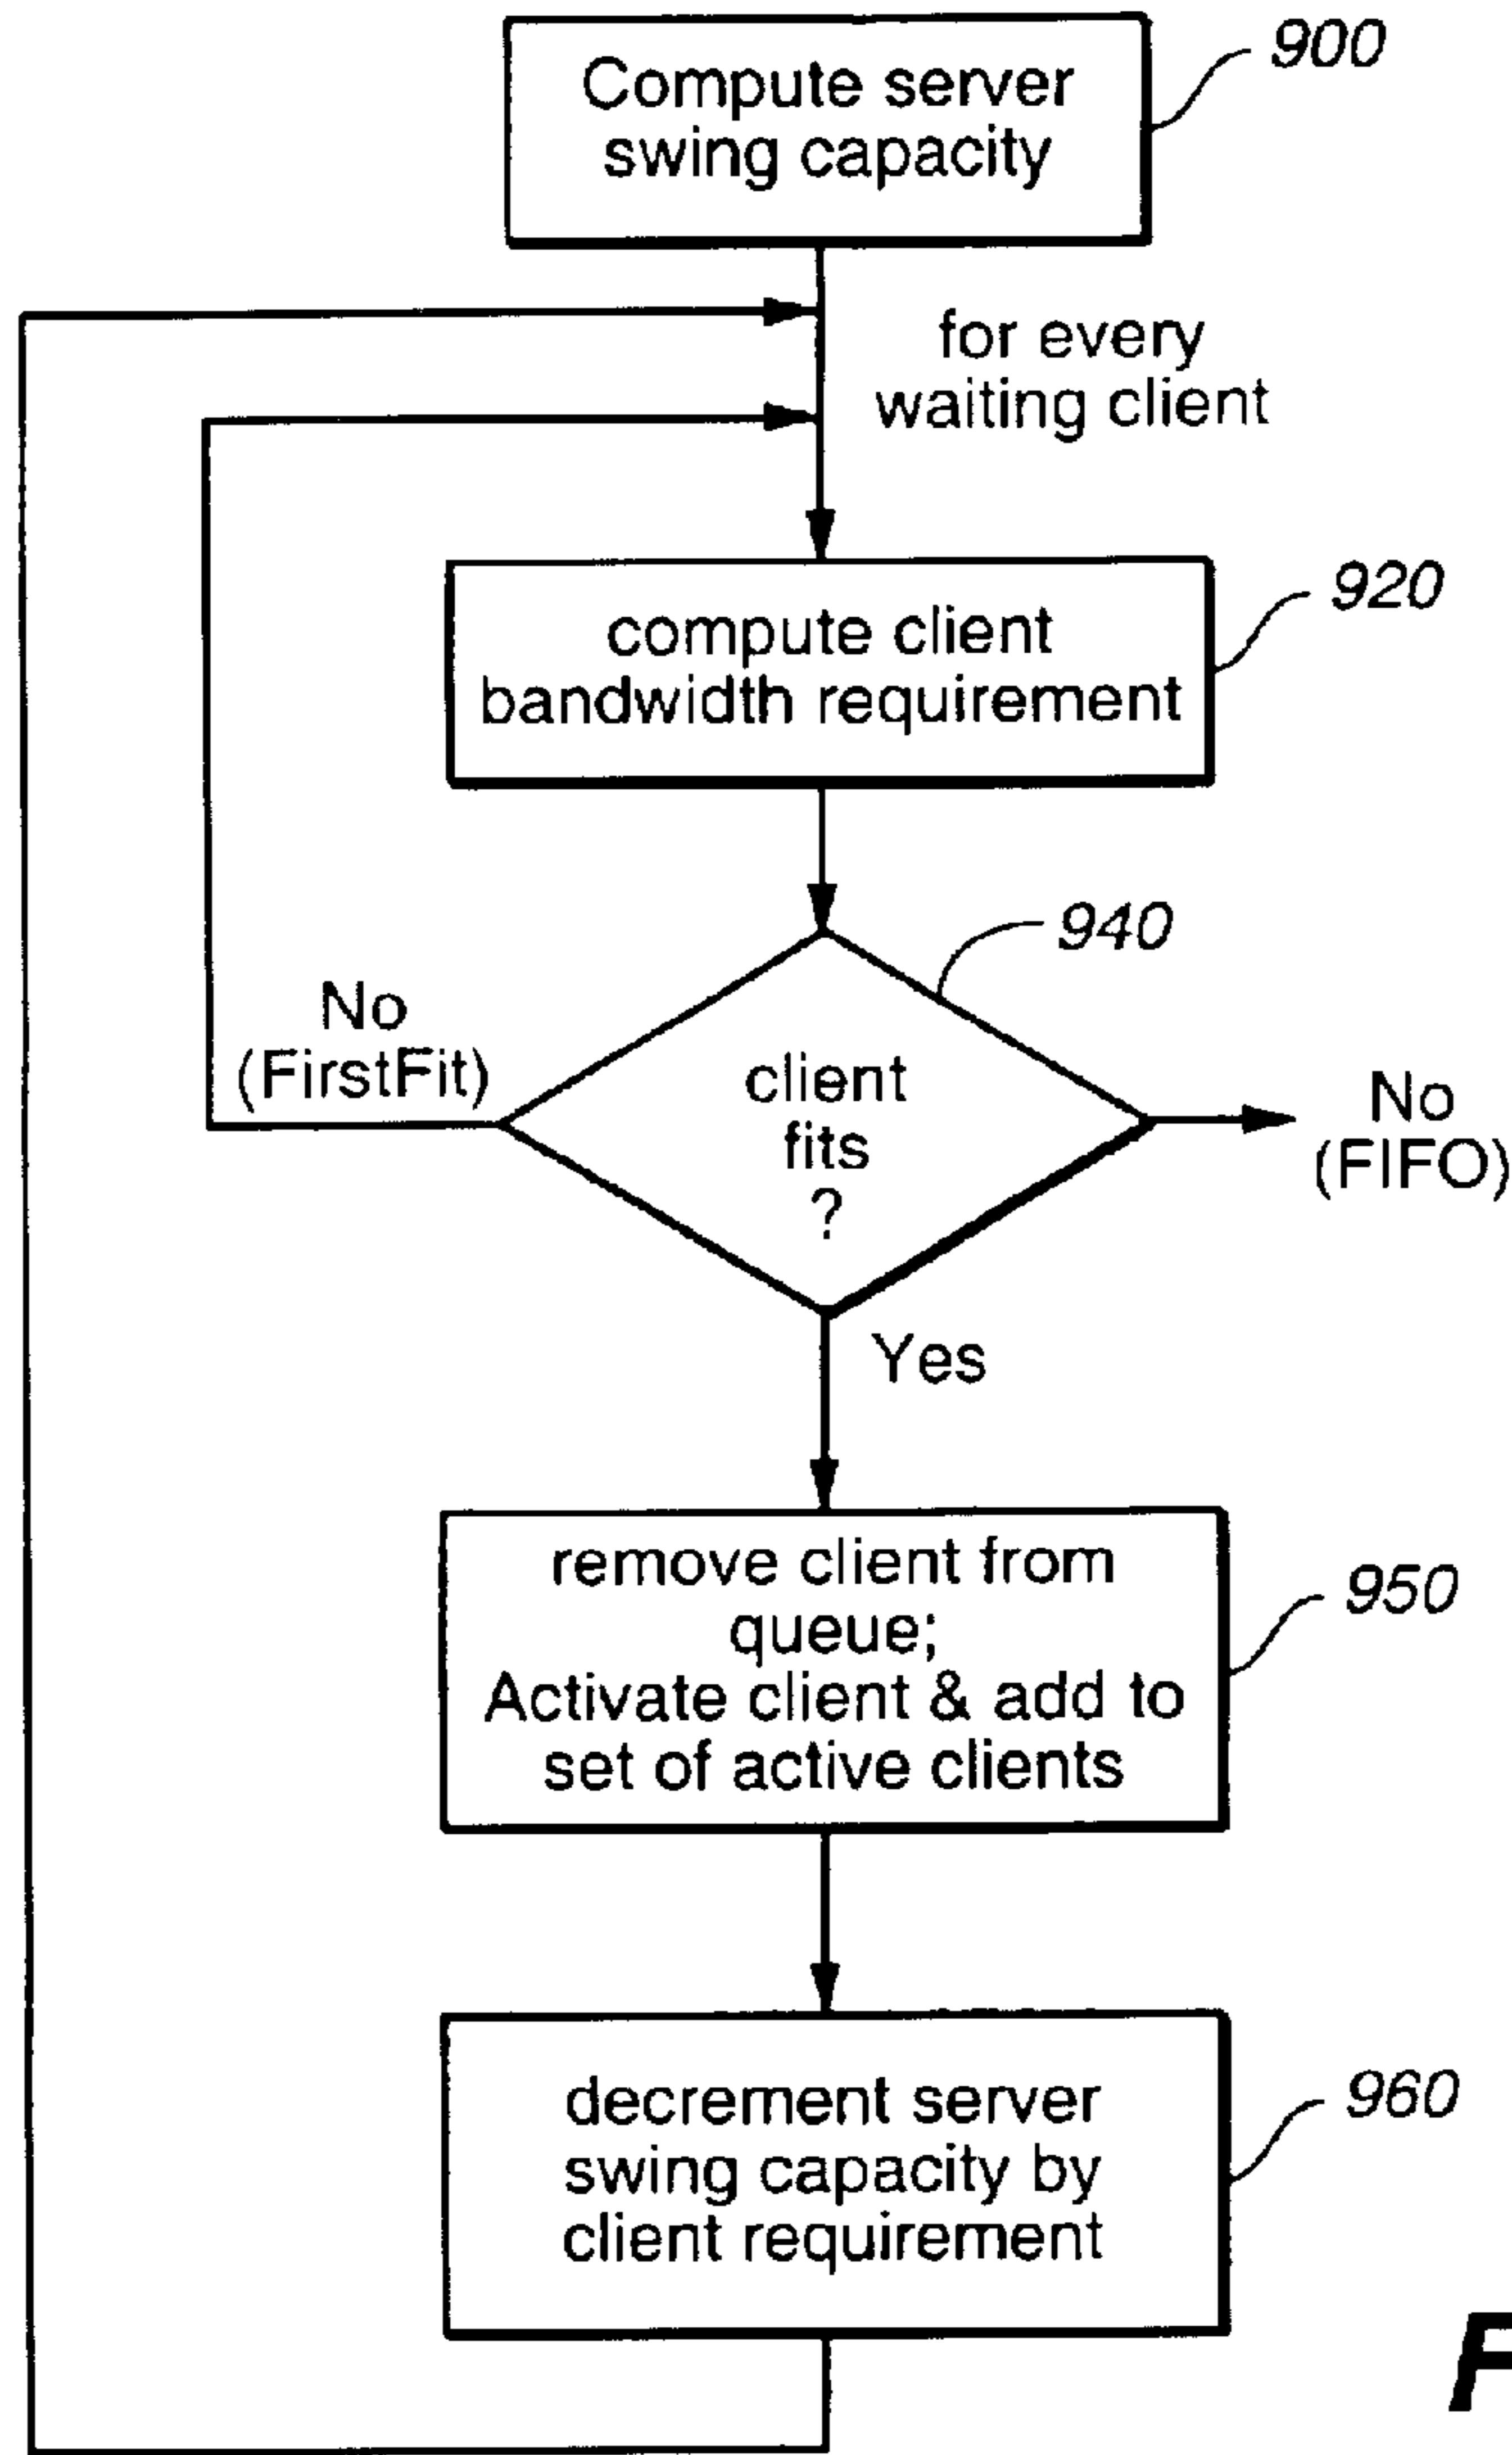 Compute server
swing capacity
900
for every
waiting client
compute client
bandwidth requirement
920
940
client
fits
?
No
(FirstFit)
No
(FIFO)
Yes
remove client from
queue;
Activate client & add to
set of active clients
950
decrement server
swing capacity by
client requirement
960